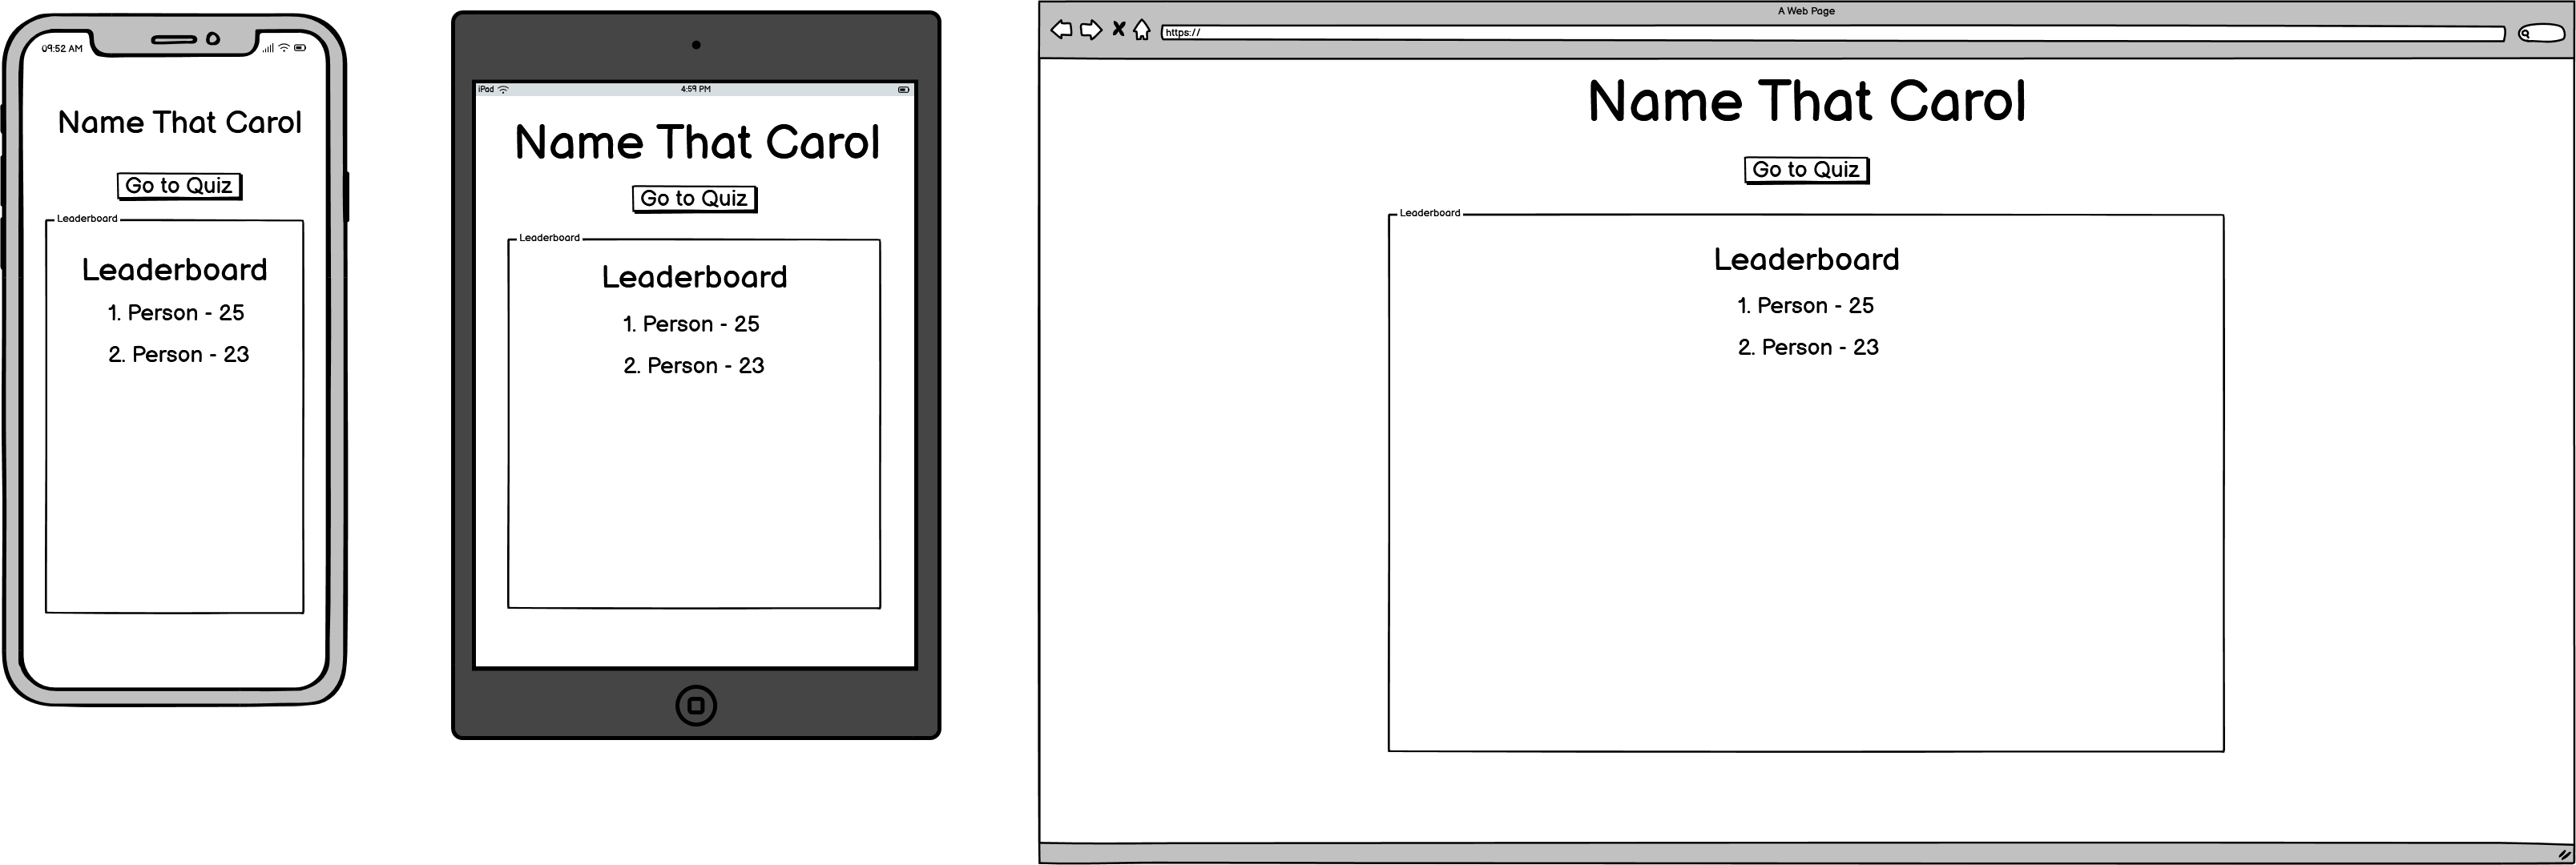 09:52 AM
Name That Carol
Go to Quiz
Leaderboard
Leaderboard
1. Person - 25
2. Person - 23
iPad
4:59 PM
Name That Carol
Go to Quiz
Leaderboard
Leaderboard
1. Person - 25
2. Person - 23
A Web Page
https://
Name That Carol
Go to Quiz
Leaderboard
Leaderboard
1. Person - 25
2. Person - 23